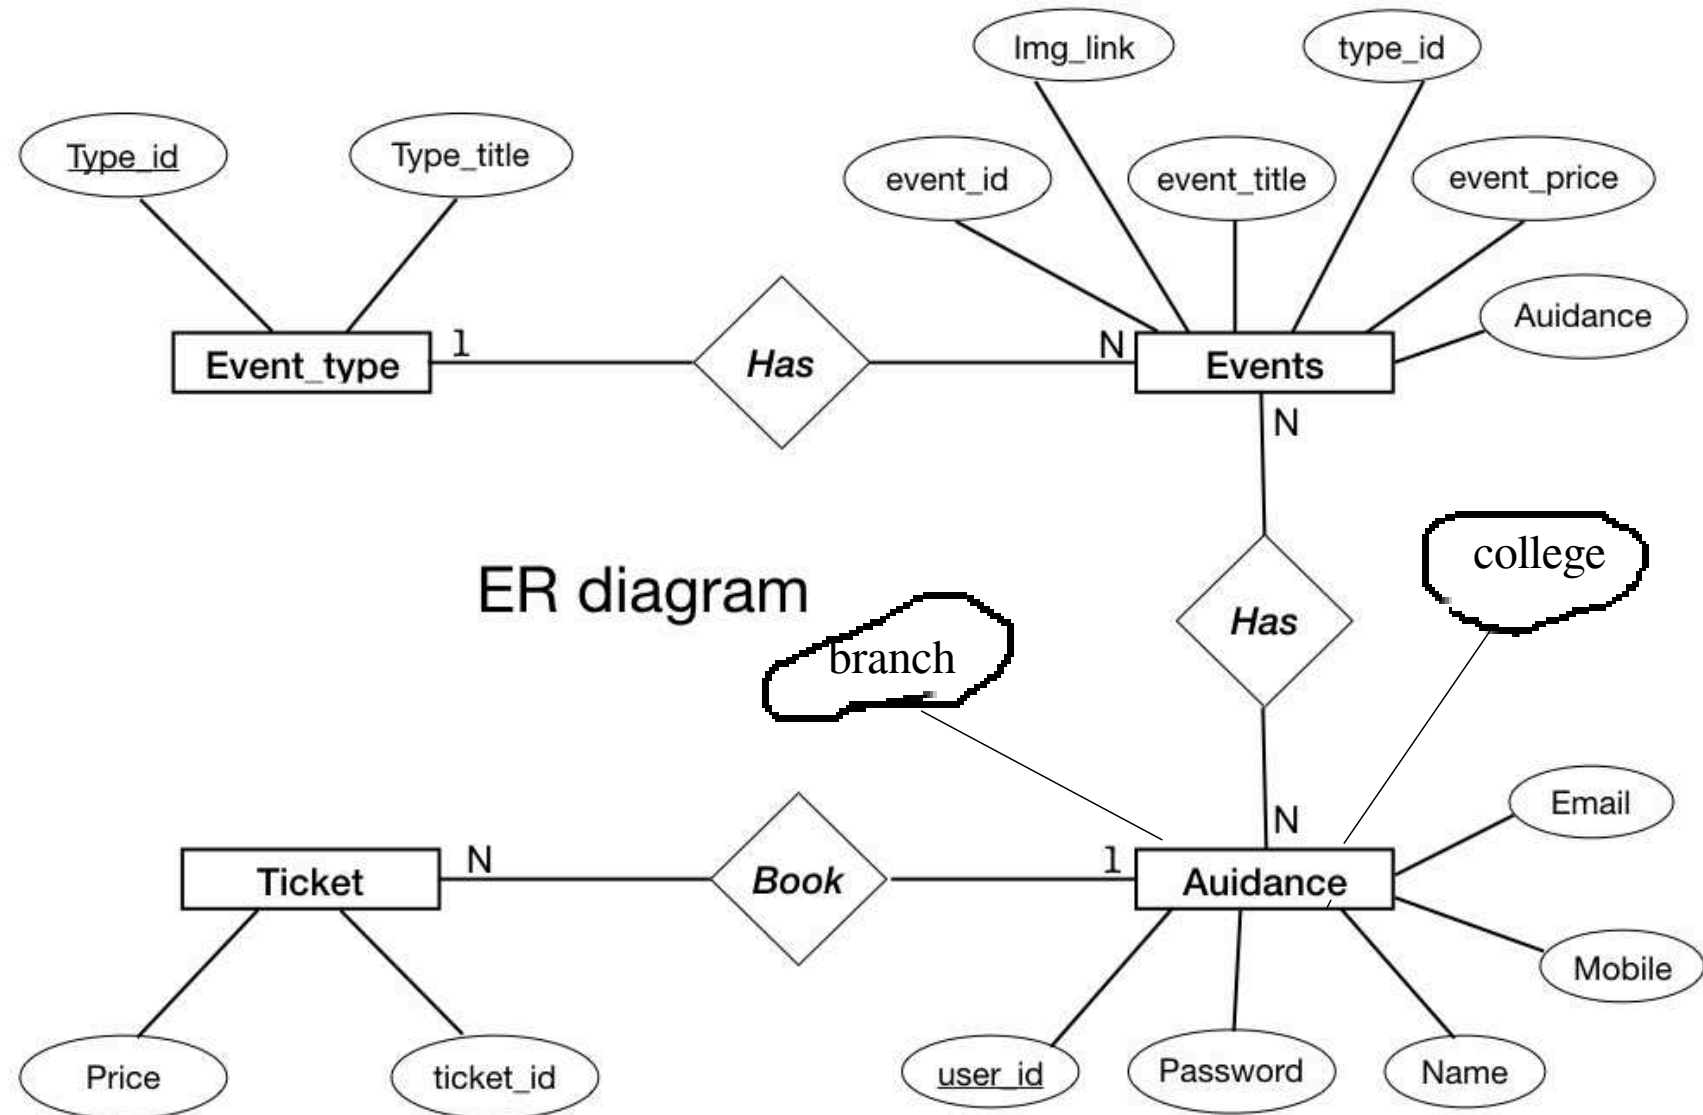 Img_link
type_id
Type_id
Type_title
event_id
event_title
event_price
Auidance
Event_type
1
Has
N
Events
N
college
ER diagram
Has
branch
Email
N
Ticket
N
Book
1
Auidance
Mobile
Price
ticket_id
user_id
Password
Name